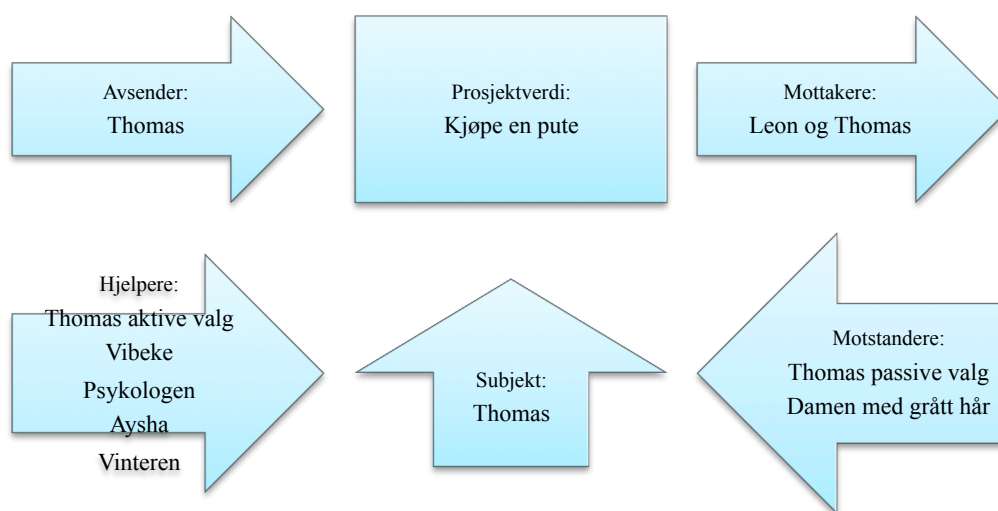 Avsender:
Thomas
Prosjektverdi:
Kjøpe en pute
Mottakere:
Leon og Thomas
Hjelpere:
Thomas aktive valg
Vibeke
Psykologen
Aysha
Vinteren
Subjekt:
Thomas
Motstandere:
Thomas passive valg
Damen med grått hår